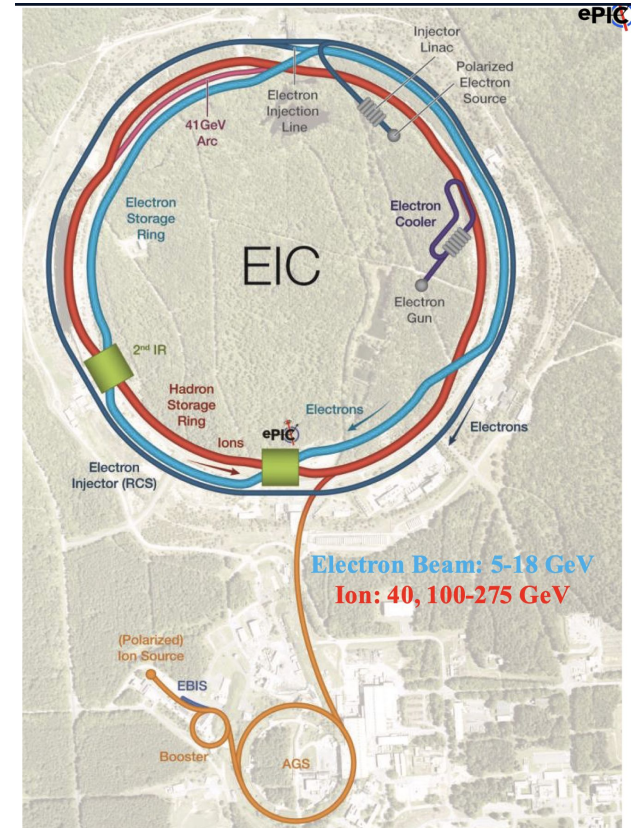 ePIC
Injector
Linac
Polarized
Electron
Source
Electron
Injection
Line
41GeV
Arc
Electron
Storage
Ring
Electron
Cooler
EIC
Electron
Gun
2nd IR
Hadron
Storage
Ring
Electrons
ePIC
Ions
Electrons
Electron
Injector (RCS)
Electron Beam: 5-18 GeV
Ion: 40, 100-275 GeV
(Polarized)
Ion Source
EBIS
Booster
AGS